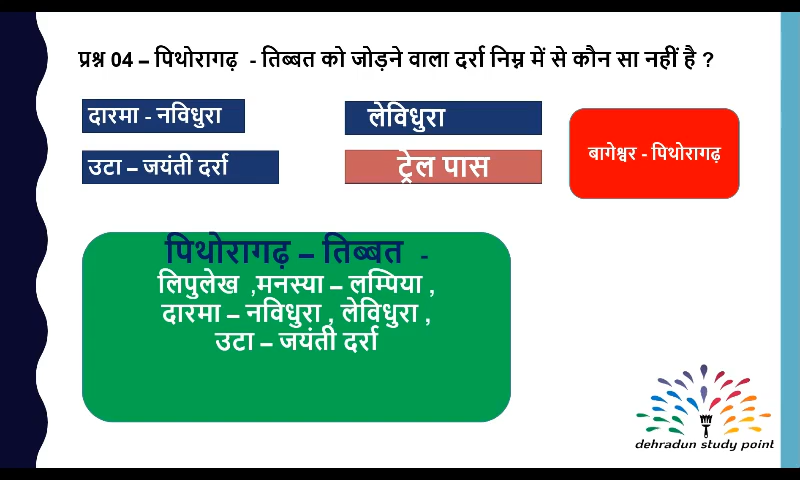 प्रश्न 04 – पिथोरागढ़ - तिब्बत को जोड़ने वाला दर्रा निम्न में से कौन सा नहीं है ?
दारमा - नविधुरा
लेविधुरा
उटा – जयंती दर्रा
ट्रेल पास
बागेश्वर - पिथोरागढ़
पिथोरागढ़ – तिब्बत -
लिपुलेख ,मनस्या – लम्पिया ,
दारमा – नविधुरा , लेविधुरा ,
उटा – जयंती दर्रा
dehradun study point